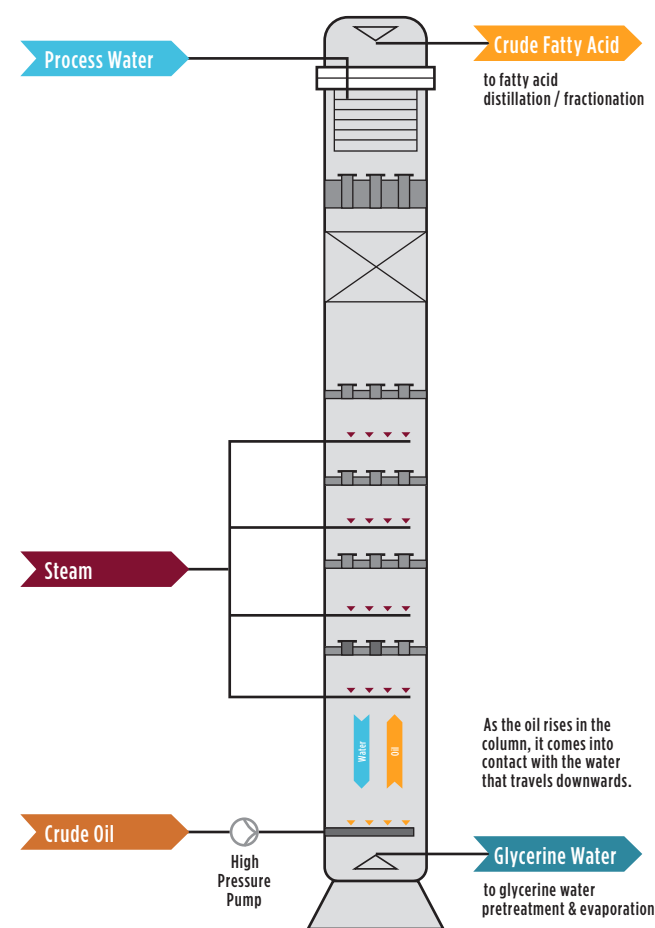 Crude Fatty Acid
Process Water
to fatty acid
distillation / fractionation
Steam
Water
Oil
As the oil rises in the
column, it comes into
contact with the water
that travels downwards.
Crude Oil
High
Pressure
Pump
Glycerine Water
to glycerine water
pretreatment & evaporation